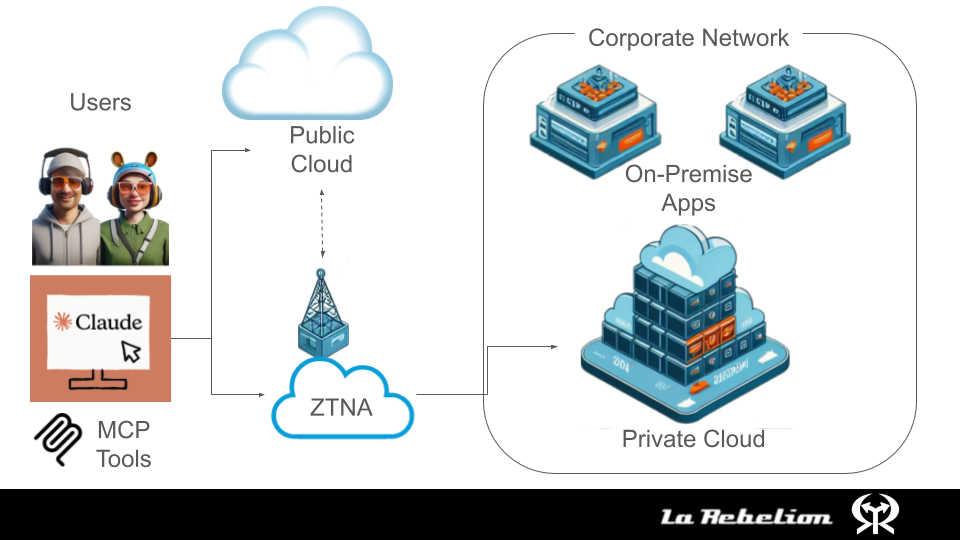 Users
Claude
MCP
Tools
Public
Cloud
ZTNA
Corporate Network
On-Premise
Apps
Private Cloud
La Rebelion